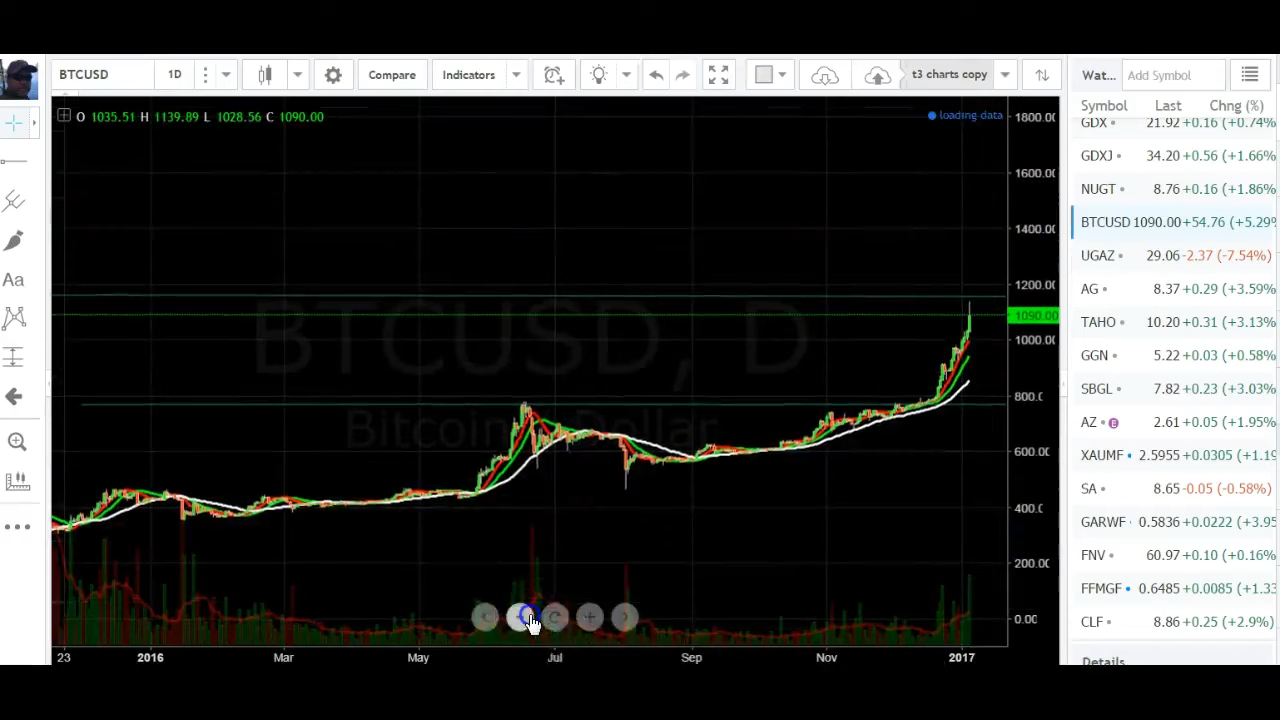 BTCUSD 1D Compare Indicators t3 charts copy
Wat... Add Symbol
Symbol Last Chng (%)
O 1035.51 H 1139.89 L 1028.56 C 1090.00
loading data
BTCUSD, D
Bitcoin Dollar
1800.00
1600.00
1400.00
1200.00
1090.00
1000.00
800.0
600.00
400.0
200.00
0.00
23 2016 Mar May Jul Sep Nov 2017
GDX 21.92 +0.16 (+0.74%
GDXJ 34.20 +0.56 (+1.66%
NUGT 8.76 +0.16 (+1.86%
BTCUSD 1090.00 +54.76 (+5.29%
UGAZ 29.06 -2.37 (-7.54%)
AG 8.37 +0.29 (+3.59%
TAHO 10.20 +0.31 (+3.13%
GGN 5.22 +0.03 (+0.58%
SBGL 7.82 +0.23 (+3.03%
AZ E 2.61 +0.05 (+1.95%
XAUMF 2.5955 +0.0305 (+1.19
SA 8.65 -0.05 (-0.58%)
GARWF 0.5836 +0.0222 (+3.95
FNV 60.97 +0.10 (+0.16%
FFMGF 0.6485 +0.0085 (+1.33
CLF 8.86 +0.25 (+2.9%)
Details
Aa